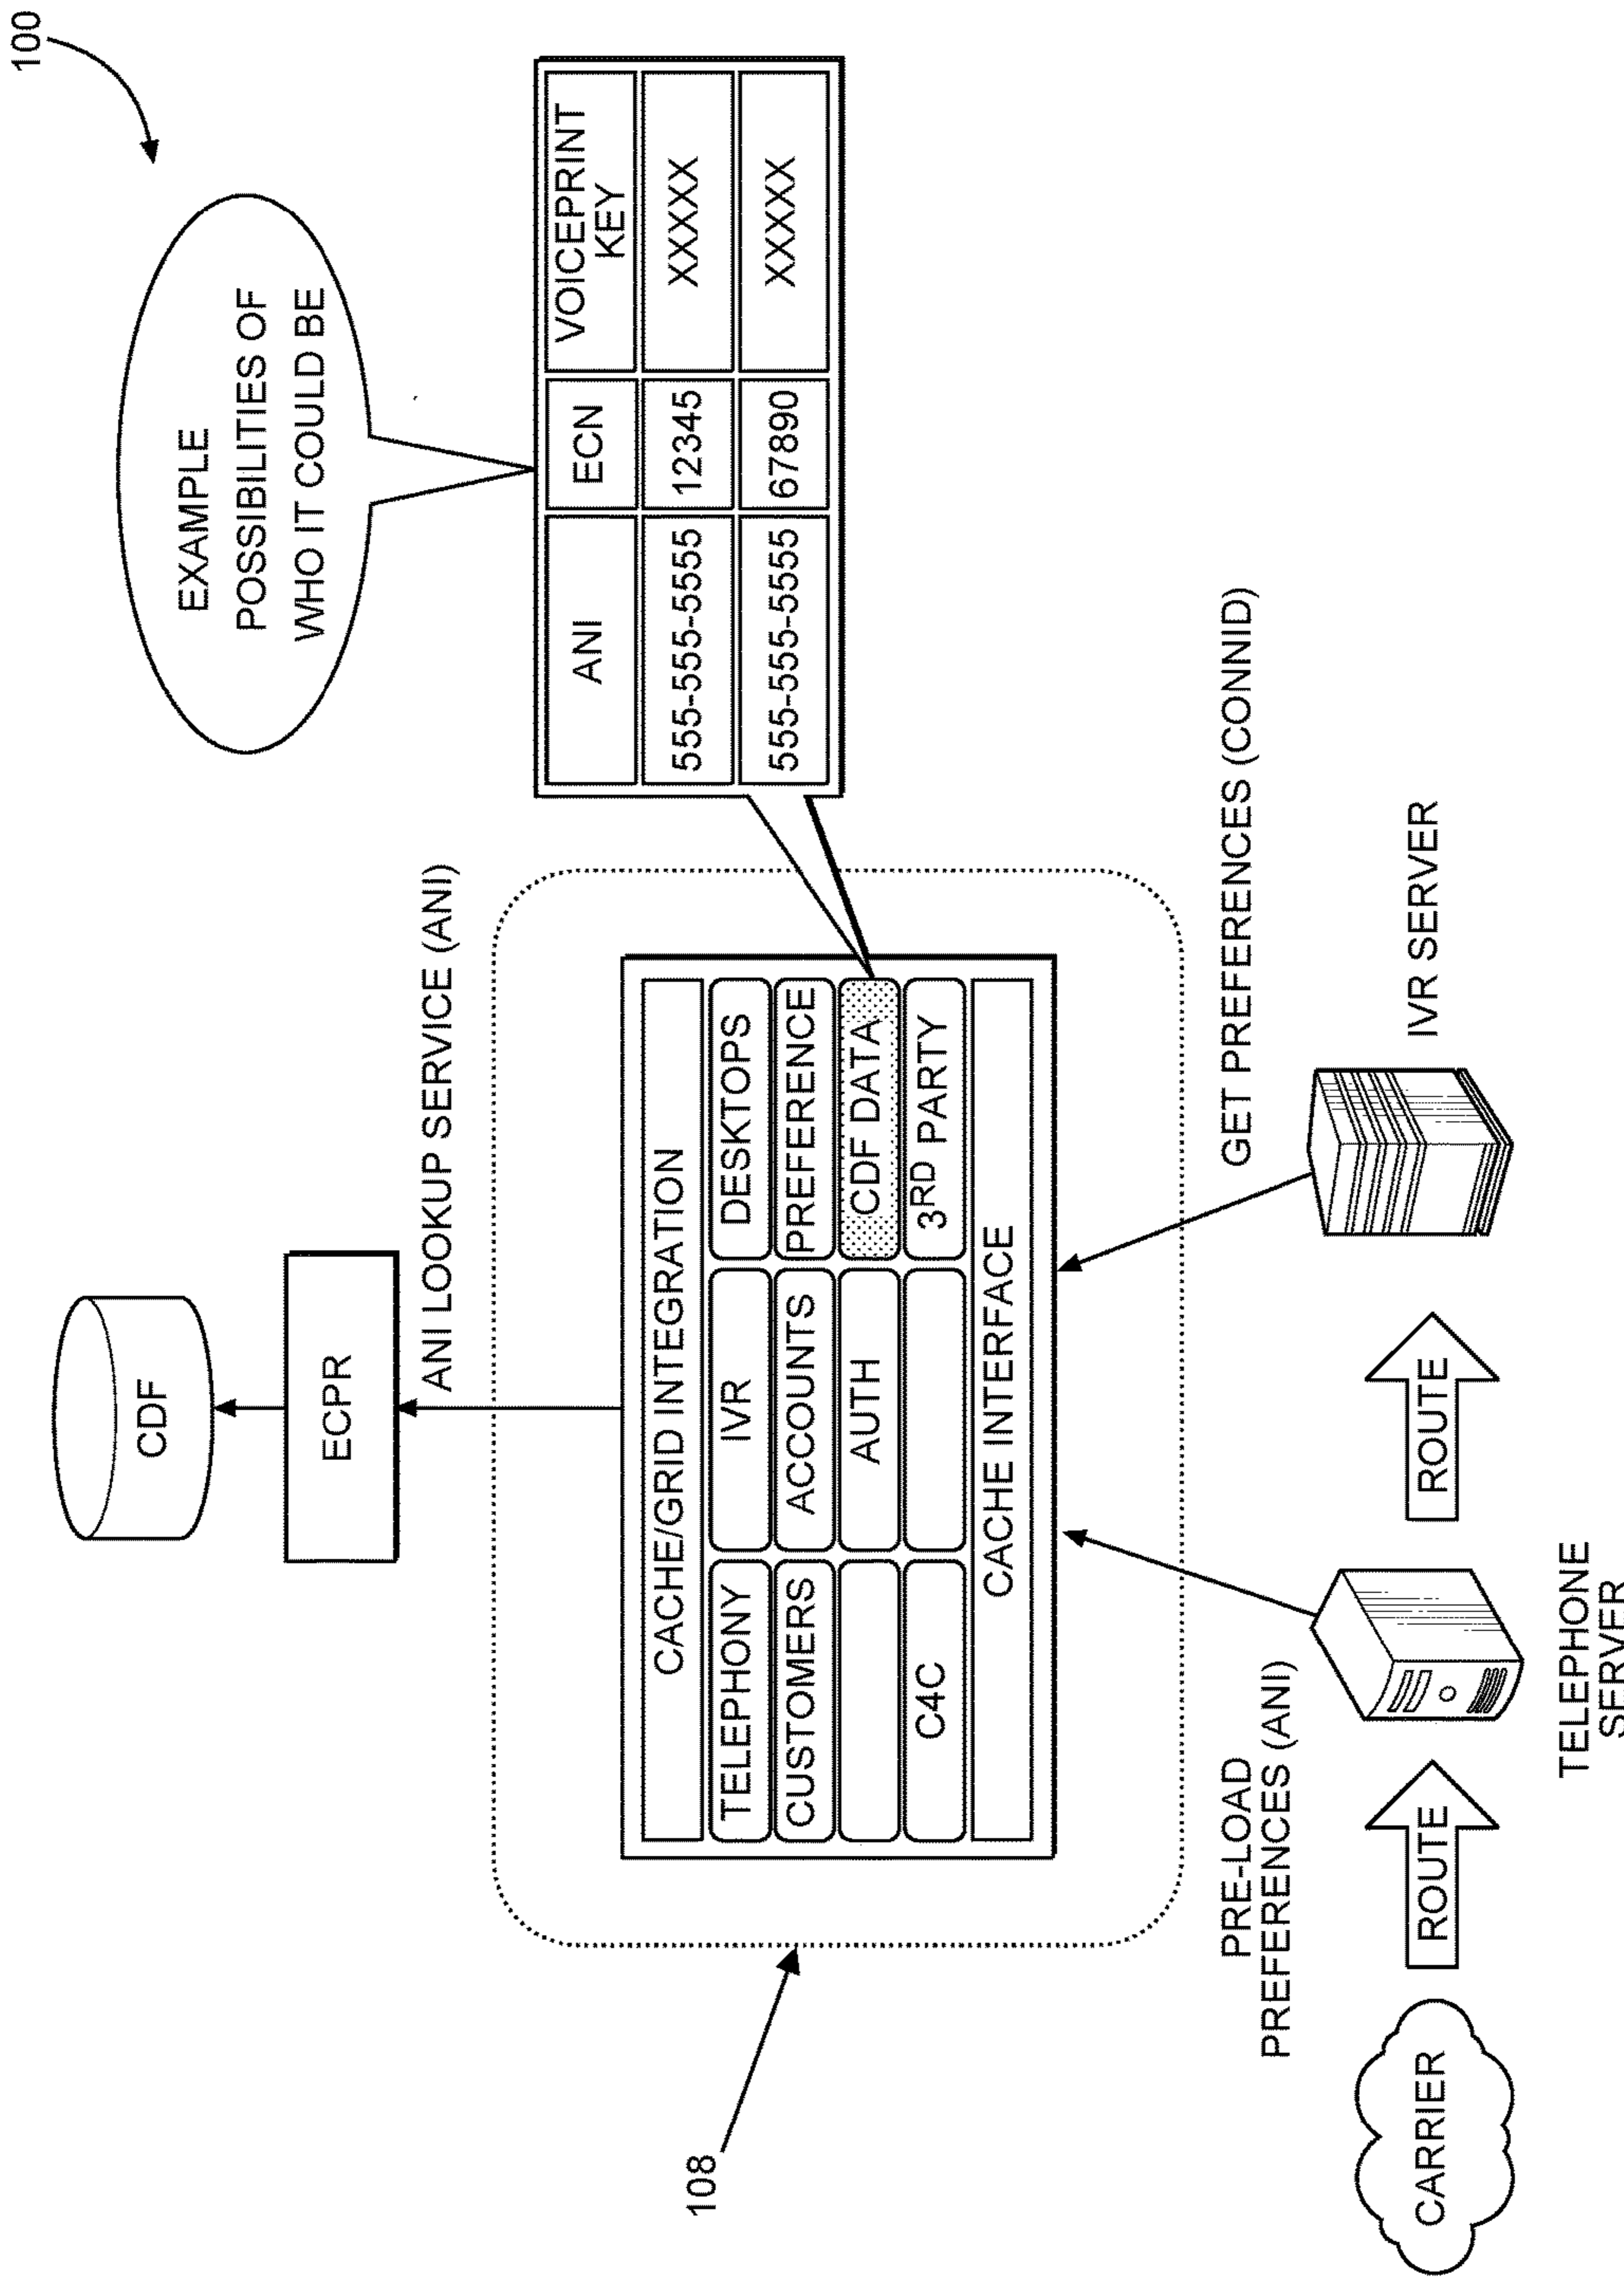 100
EXAMPLE
POSSIBILITIES OF
WHO IT COULD BE
CDF
ECPR
ANI LOOKUP SERVICE (ANI)
ANI
ECN
VOICEPRINT
KEY
555-555-5555
12345
XXXXX
555-555-5555
67890
XXXXX
108
CACHE/GRID INTEGRATION
TELEPHONY
IVR
DESKTOPS
CUSTOMERS
ACCOUNTS
PREFERENCE
AUTH
CDF DATA
C4C
3RD PARTY
CACHE INTERFACE
PRE-LOAD
PREFERENCES (ANI)
GET PREFERENCES (CONNID)
CARRIER
ROUTE
ROUTE
IVR SERVER
TELEPHONE
SERVER